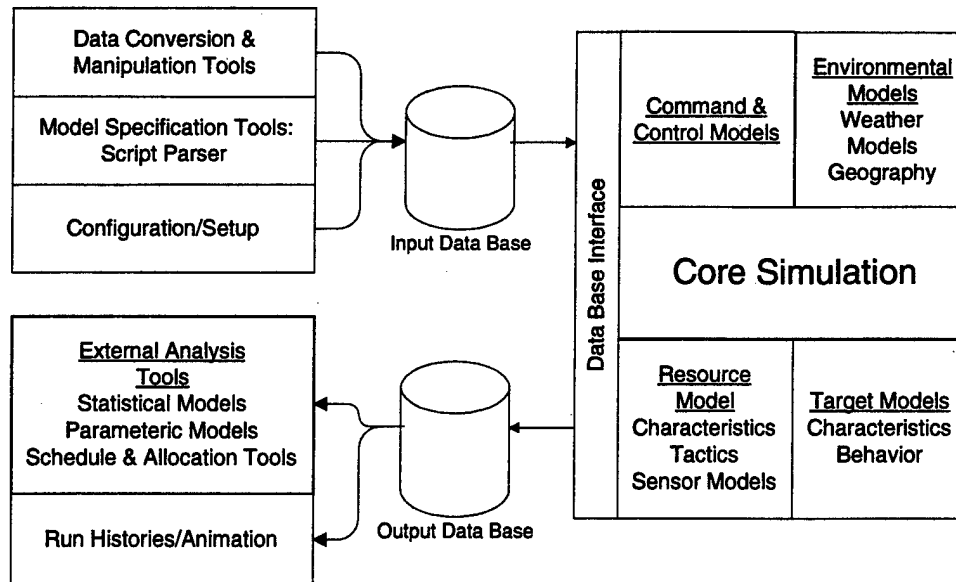 Data Conversion &
Manipulation Tools
Model Specification Tools:
Script Parser
Configuration/Setup
Input Data Base
Data Base Interface
Command &
Control Models
Environmental
Models
Weather
Models
Geography
Core Simulation
Resource
Model
Characteristics
Tactics
Sensor Models
Target Models
Characteristics
Behavior
External Analysis
Tools
Statistical Models
Parameteric Models
Schedule & Allocation Tools
Run Histories/Animation
Output Data Base